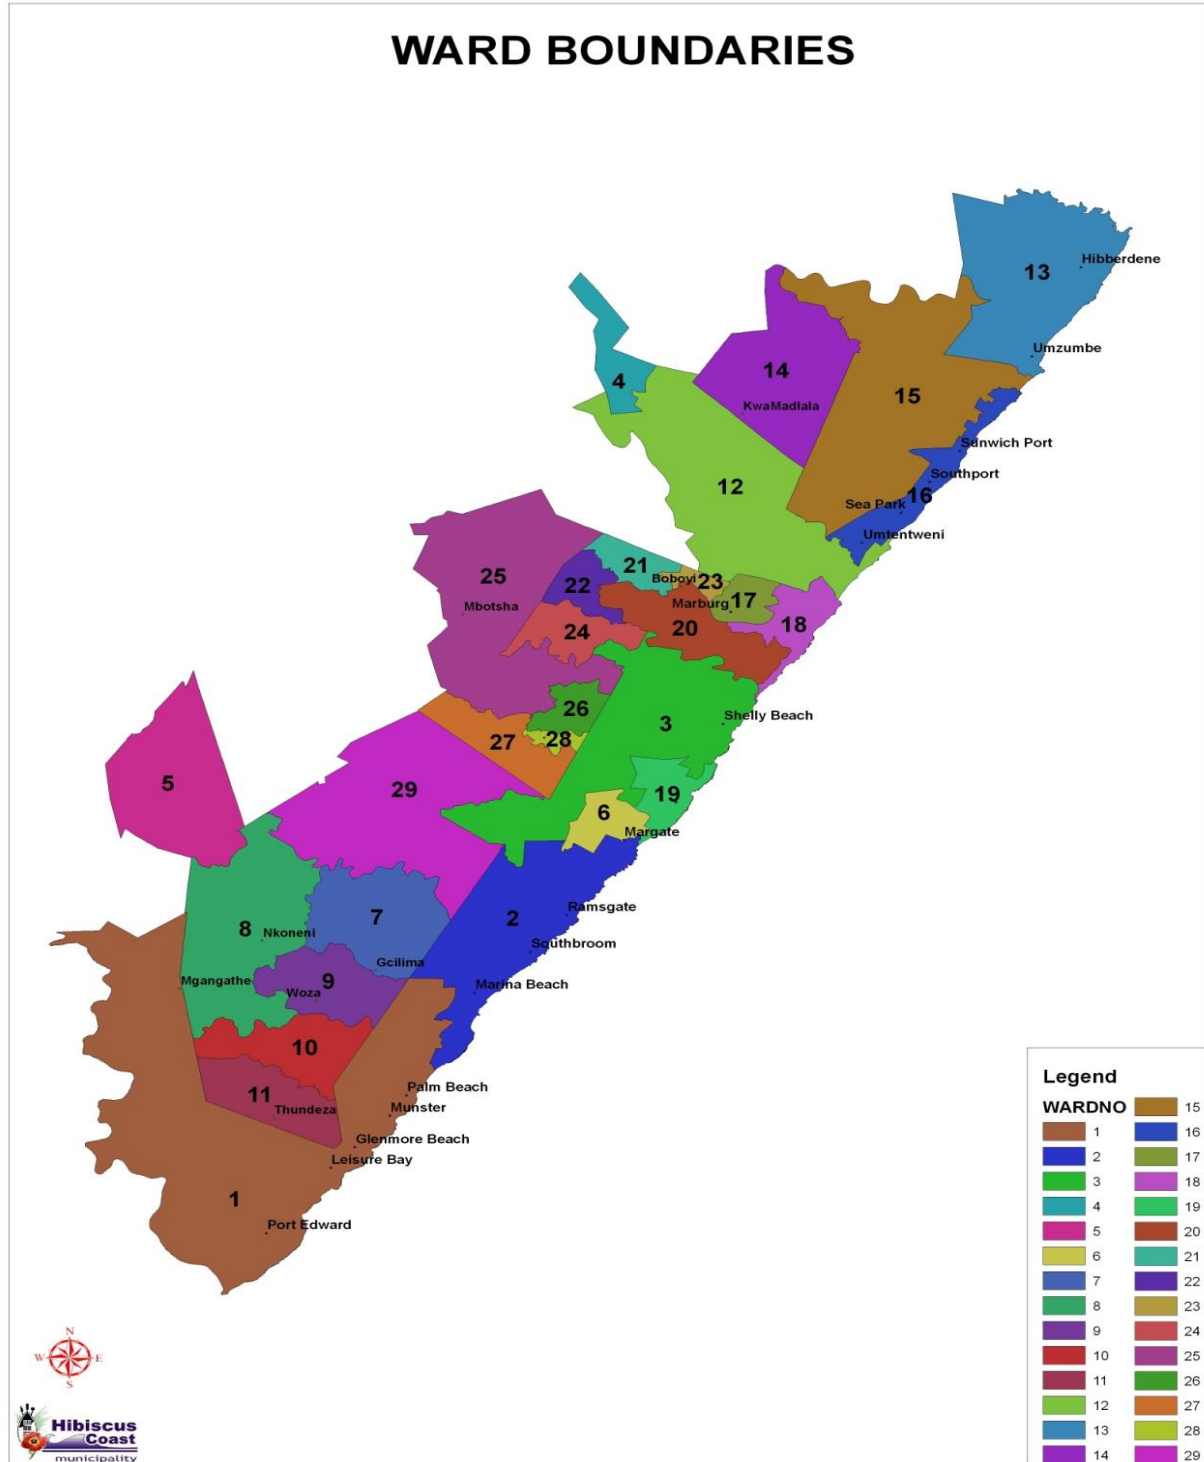 WARD BOUNDARIES
13
Hibberdene
Umzumbe
14
4
15
KwaMadlala
Sunwich Port
Southport
12
16
Sea Park
Umtentweni
21
25
22
Boboyi
23
17
Mbotsha
Marburg
24
20
18
26
Shelly Beach
3
28
27
5
29
19
6
Margate
Ramsgate
7
2
8
Nkoneni
Southbroom
Gcilima
Mgangathe
9
Woza
Marina Beach
10
Palm Beach
11
Thundeza
Munster
Glenmore Beach
Leisure Bay
1
Port Edward
N
W
E
S
Hibiscus
Coast
municipality
Legend
WARDNO
1
2
3
4
5
6
7
8
9
10
11
12
13
14
15
16
17
18
19
20
21
22
23
24
25
26
27
28
29